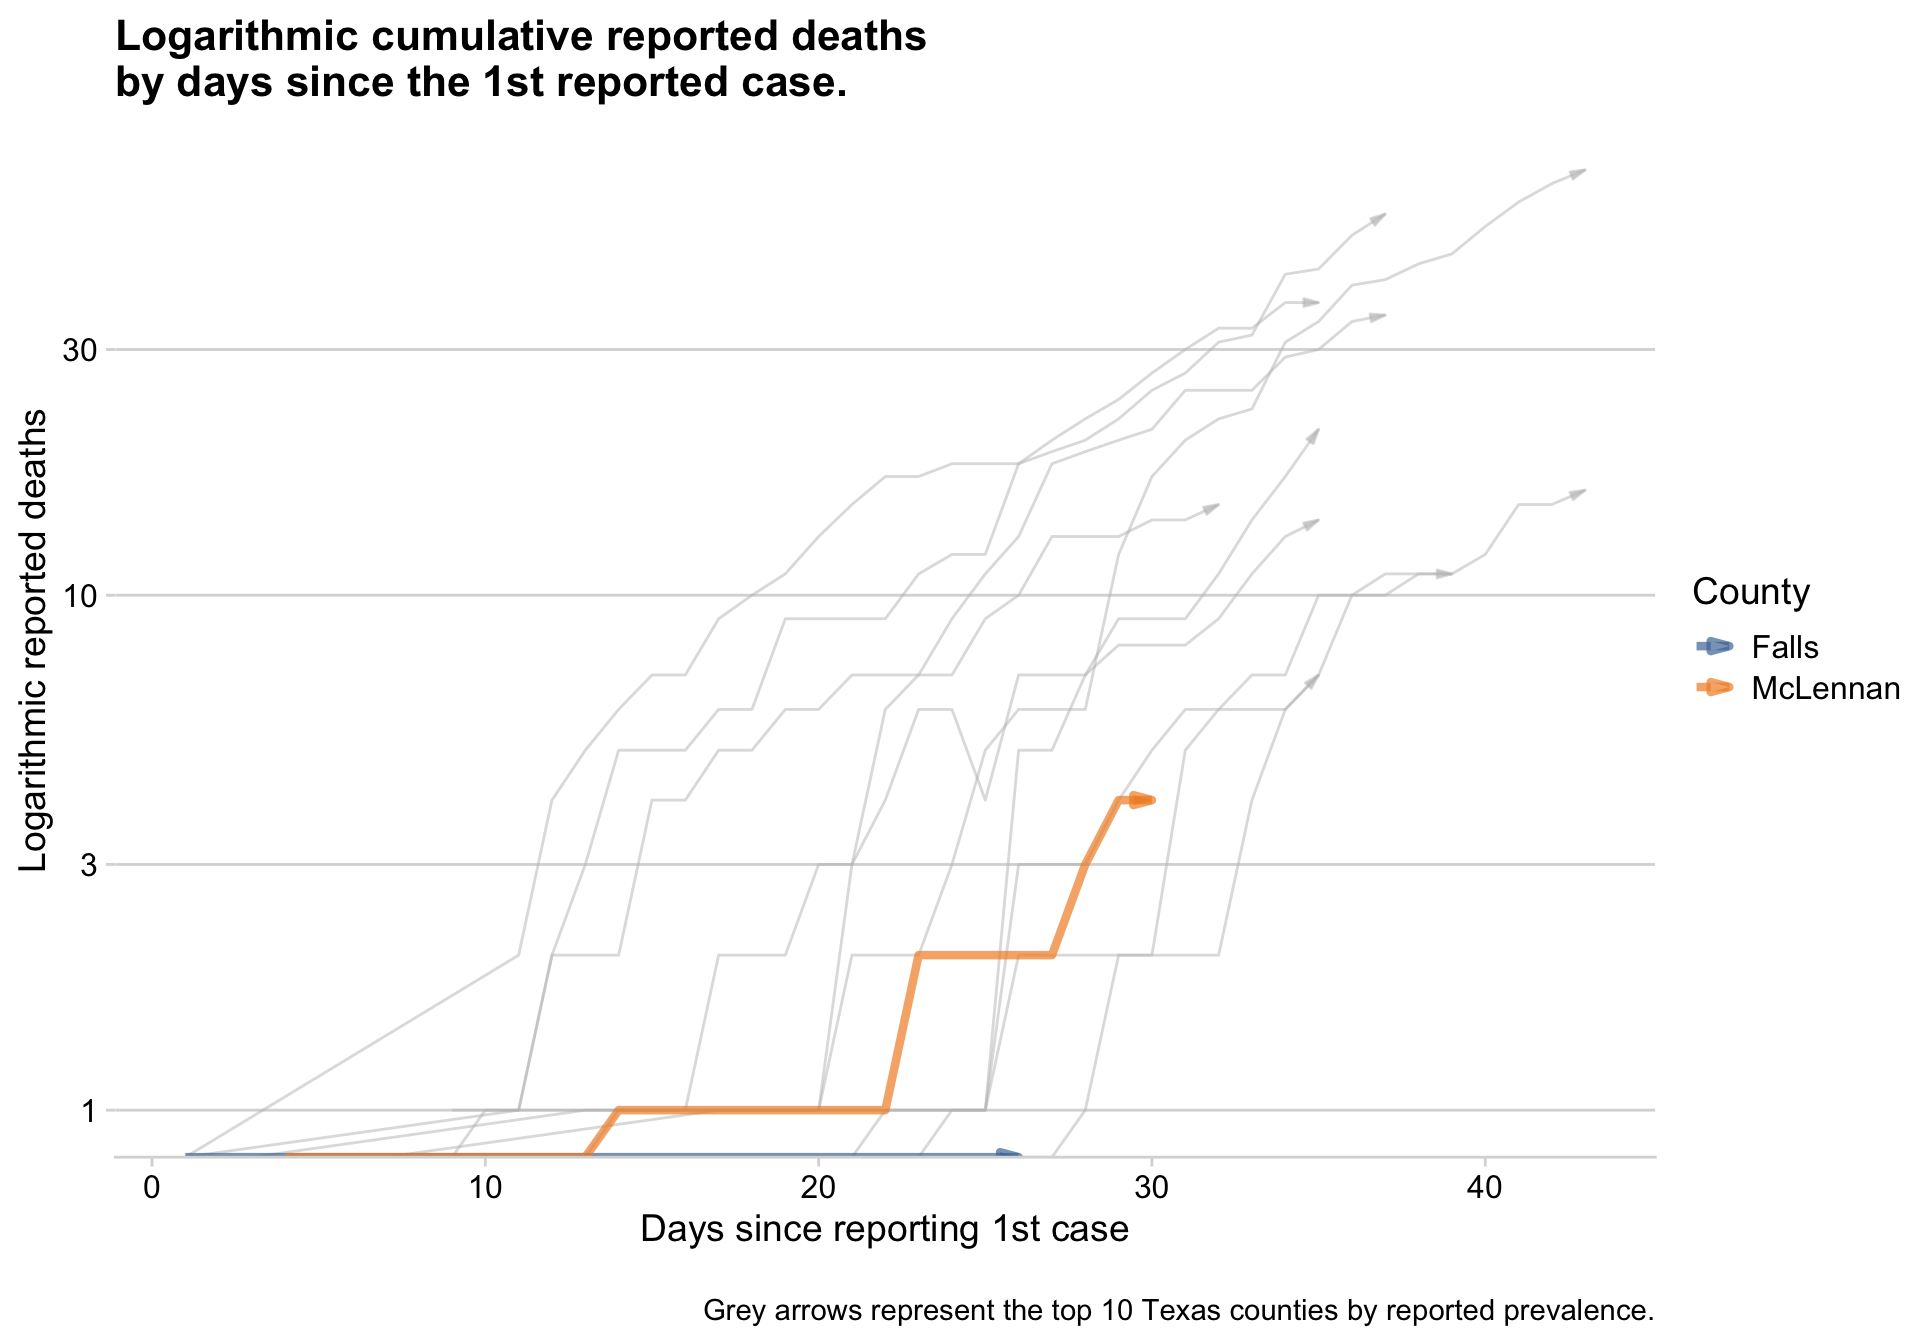 Logarithmic cumulative reported deaths
by days since the 1st reported case.
Logarithmic reported deaths
30
10
3
1
0
10
20
30
40
Days since reporting 1st case
County
Falls
McLennan
Grey arrows represent the top 10 Texas counties by reported prevalence.